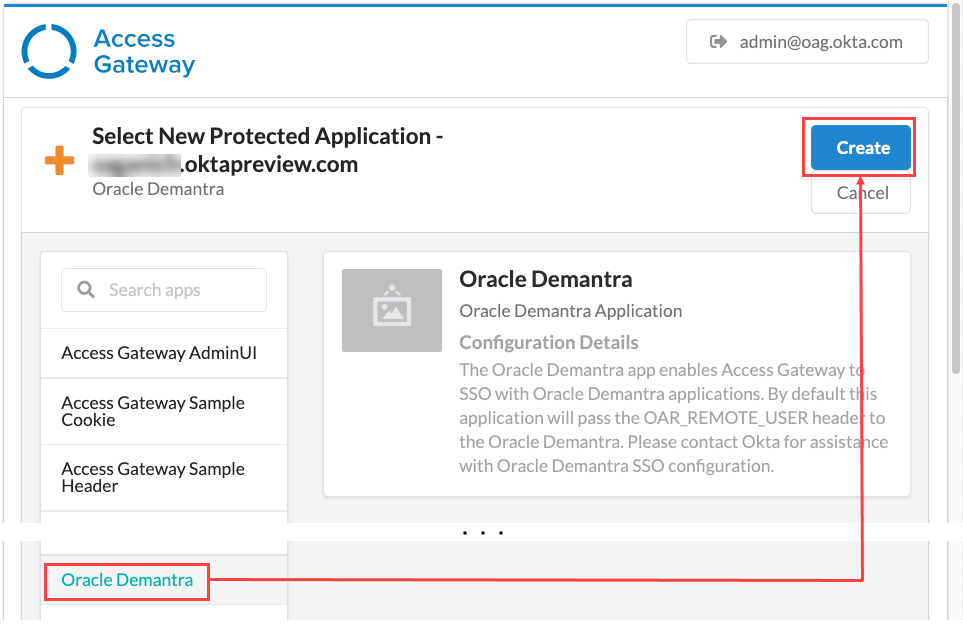 Access
Gateway
admin@oag.okta.com
Select New Protected Application -
.oktapreview.com
Oracle Demantra
Create
Cancel
Search apps
Access Gateway AdminUI
Access Gateway Sample
Cookie
Access Gateway Sample
Header
Oracle Demantra
Oracle Demantra Application
Configuration Details
The Oracle Demantra app enables Access Gateway to
SSO with Oracle Demantra applications. By default this
application will pass the OAR_REMOTE_USER header to
the Oracle Demantra. Please contact Okta for assistance
with Oracle Demantra SSO configuration.
. . .
Oracle Demantra